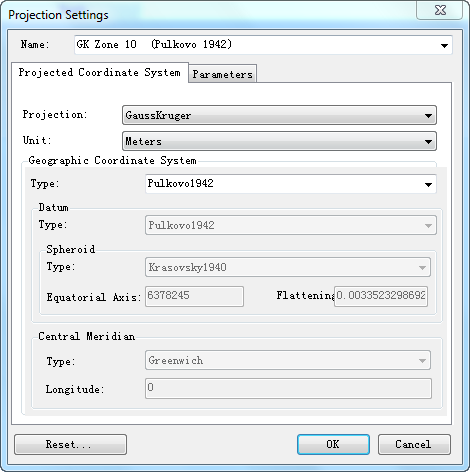 Projection Settings
Name: GK Zone 10 (Pulkovo 1942)
Projected Coordinate System Parameters
Projection: GaussKruger
Unit: Meters
Geographic Coordinate System
Type: Pulkovo1942
Datum
Type: Pulkovo1942
Spheroid
Type: Krasovsky1940
Equatorial Axis: 6378245 Flattening 0.0033523298692
Central Meridian
Type: Greenwich
Longitude: 0
Reset... OK Cancel